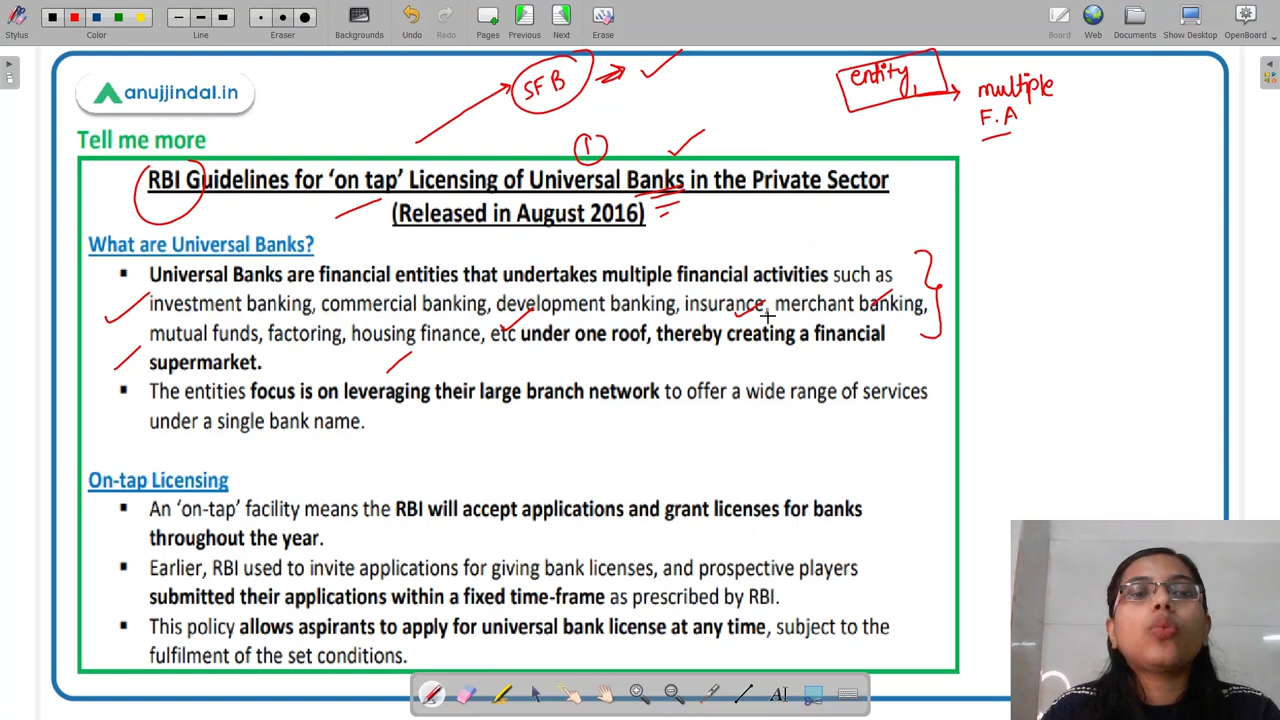 Stylus
Color
Line
Eraser
Backgrounds
Undo
Redo
Pages
Previous
Next
Erase
Board
Web
Documents
Show Desktop
OpenBoard
anujjindal.in
SFB
entity
multiple
F.A
Tell me more
1
RBI Guidelines for ‘on tap’ Licensing of Universal Banks in the Private Sector
(Released in August 2016)
What are Universal Banks?
▪ Universal Banks are financial entities that undertakes multiple financial activities such as
investment banking, commercial banking, development banking, insurance, merchant banking,
mutual funds, factoring, housing finance, etc under one roof, thereby creating a financial
supermarket.
▪ The entities focus is on leveraging their large branch network to offer a wide range of services
under a single bank name.
On-tap Licensing
▪ An ‘on-tap’ facility means the RBI will accept applications and grant licenses for banks
throughout the year.
▪ Earlier, RBI used to invite applications for giving bank licenses, and prospective players
submitted their applications within a fixed time-frame as prescribed by RBI.
▪ This policy allows aspirants to apply for universal bank license at any time, subject to the
fulfilment of the set conditions.
AI